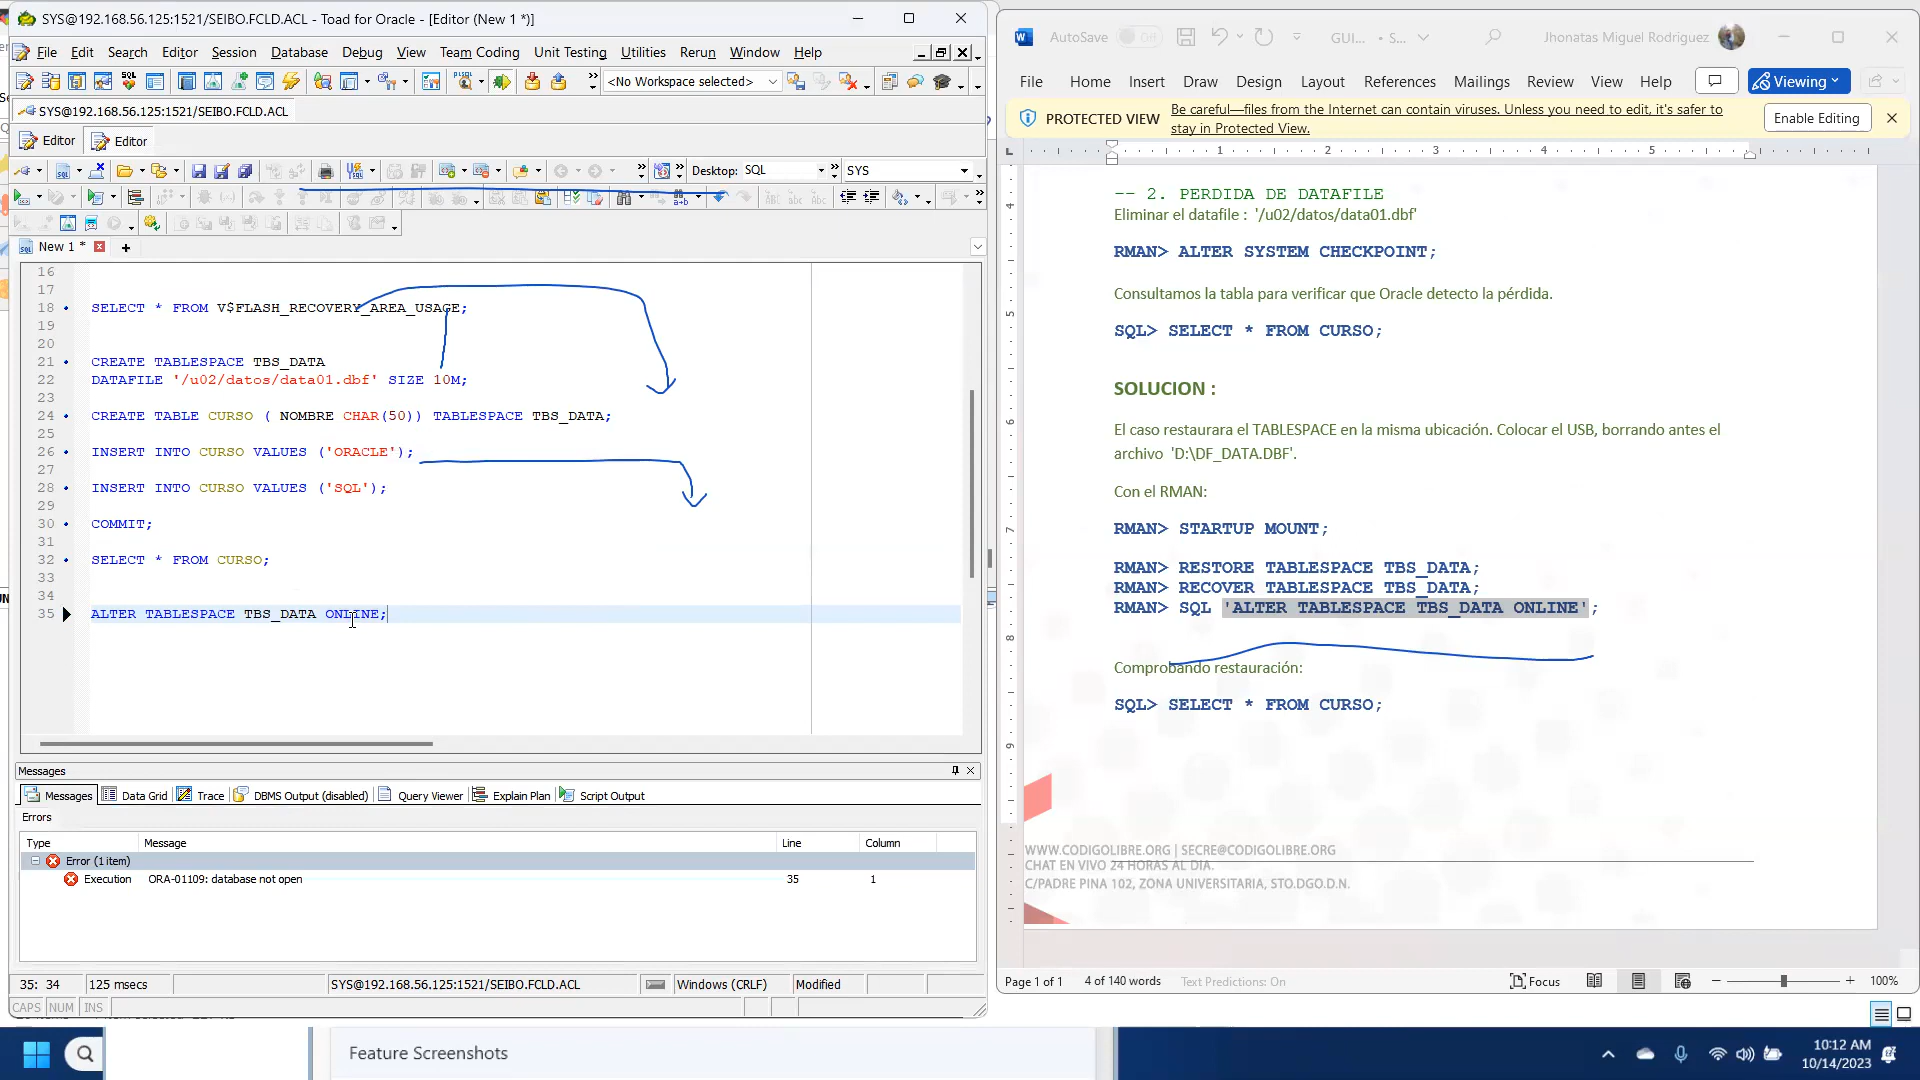 SYS@192.168.56.125:1521/SEIBO.FCLD.ACL - Toad for Oracle - [Editor (New 1 *)]
File Edit Search Editor Session Database Debug View Team Coding Unit Testing Utilities Rerun Window Help
<No Workspace selected>
SYS@192.168.56.125:1521/SEIBO.FCLD.ACL
Editor Editor
Desktop: SQL SYS
New 1 *
16
17
18 SELECT * FROM V$FLASH_RECOVERY_AREA_USAGE;
19
20
21 CREATE TABLESPACE TBS_DATA
22 DATAFILE '/u02/datos/data01.dbf' SIZE 10M;
23
24 CREATE TABLE CURSO ( NOMBRE CHAR(50)) TABLESPACE TBS_DATA;
25
26 INSERT INTO CURSO VALUES ('ORACLE');
27
28 INSERT INTO CURSO VALUES ('SQL');
29
30 COMMIT;
31
32 SELECT * FROM CURSO;
33
34
35 ALTER TABLESPACE TBS_DATA ONLINE;
Messages
Messages Data Grid Trace DBMS Output (disabled) Query Viewer Explain Plan Script Output
Errors
Type Message Line Column
Error (1 item)
Execution ORA-01109: database not open 35 1
35: 34 125 msecs SYS@192.168.56.125:1521/SEIBO.FCLD.ACL Windows (CRLF) Modified
CAPS NUM INS
AutoSave Off GUI... • S... Jhonatas Miguel Rodriguez
File Home Insert Draw Design Layout References Mailings Review View Help Viewing
PROTECTED VIEW Be careful—files from the Internet can contain viruses. Unless you need to edit, it's safer to
stay in Protected View. Enable Editing
1 2 3 4 5
4
5
6
7
8
9
-- 2. PERDIDA DE DATAFILE
Eliminar el datafile : '/u02/datos/data01.dbf'
RMAN> ALTER SYSTEM CHECKPOINT;
Consultamos la tabla para verificar que Oracle detecto la pérdida.
SQL> SELECT * FROM CURSO;
SOLUCION :
El caso restaurara el TABLESPACE en la misma ubicación. Colocar el USB, borrando antes el
archivo 'D:\DF_DATA.DBF'.
Con el RMAN:
RMAN> STARTUP MOUNT;
RMAN> RESTORE TABLESPACE TBS_DATA;
RMAN> RECOVER TABLESPACE TBS_DATA;
RMAN> SQL 'ALTER TABLESPACE TBS_DATA ONLINE';
Comprobando restauración:
SQL> SELECT * FROM CURSO;
WWW.CODIGOLIBRE.ORG | SECRE@CODIGOLIBRE.ORG
CHAT EN VIVO 24 HORAS AL DIA.
C/PADRE PINA 102, ZONA UNIVERSITARIA, STO.DGO.D.N.
Page 1 of 1 4 of 140 words Text Predictions: On Focus 100%
Feature Screenshots
10:12 AM
10/14/2023